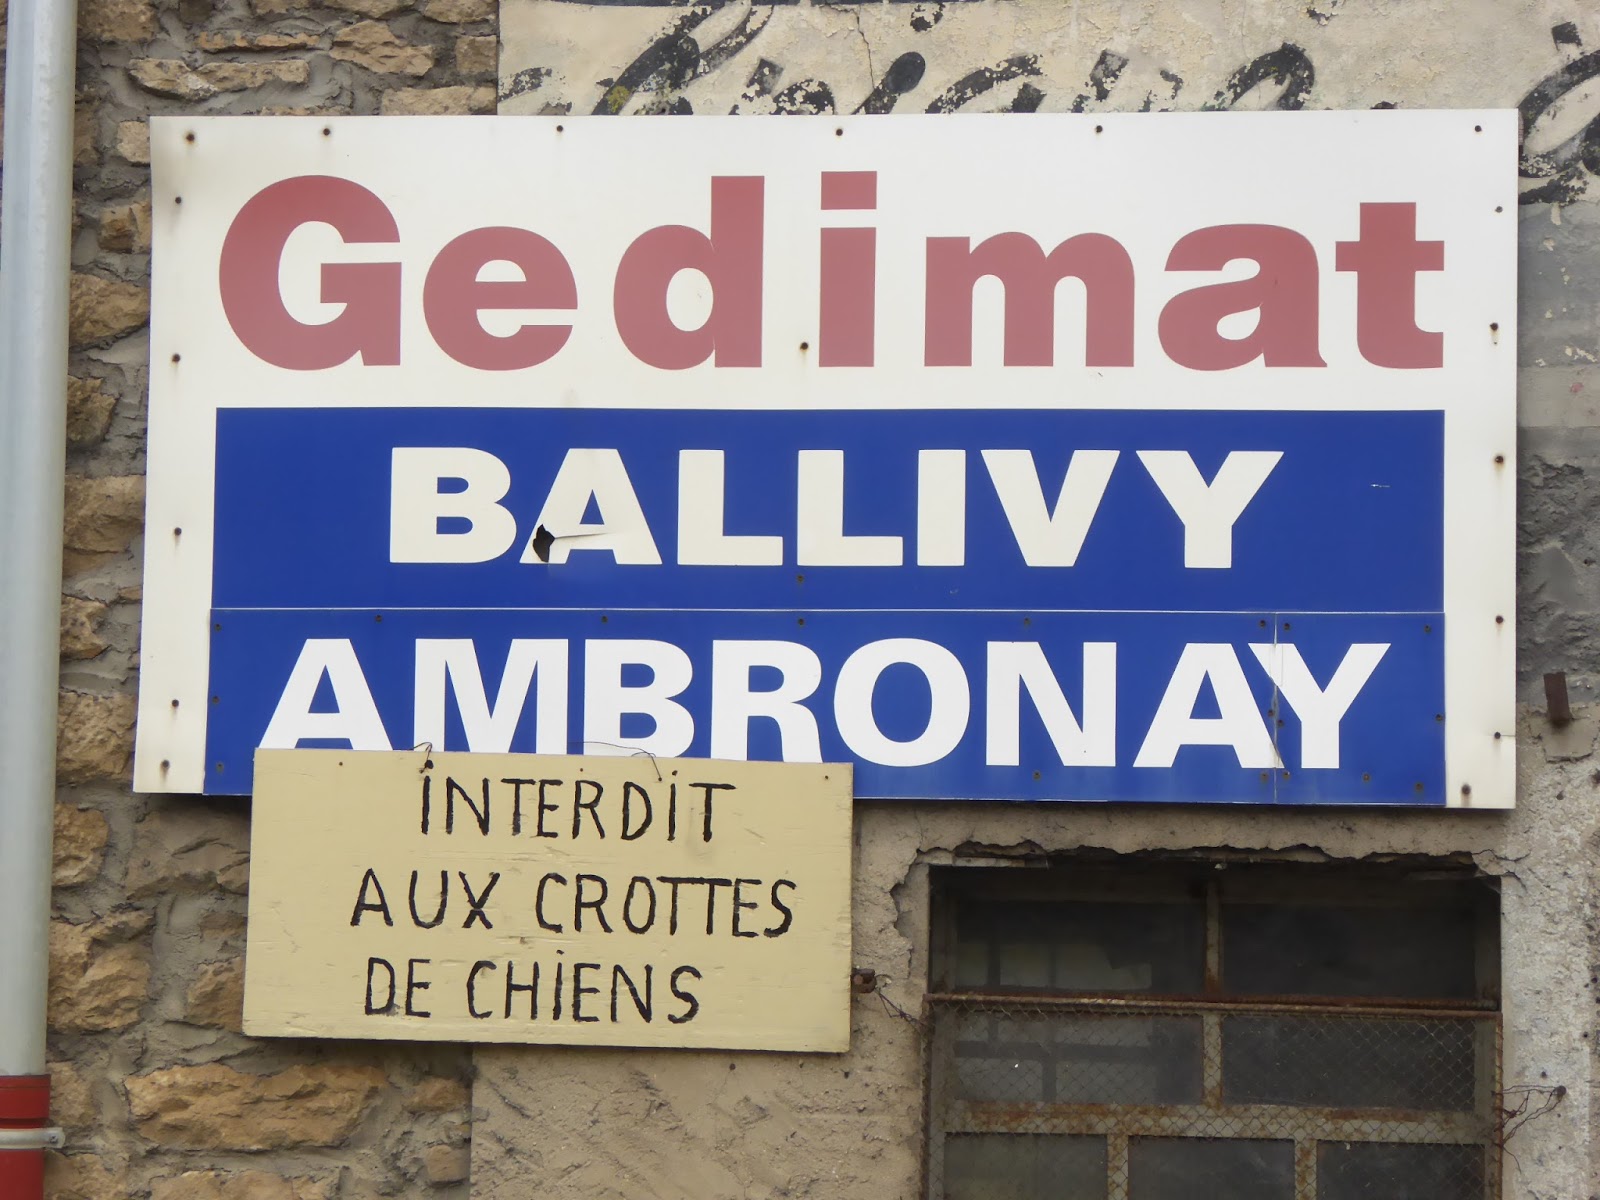 Gedimat
BALLIVY
AMBRONAY
INTERDIT
AUX CROTTES
DE CHIENS